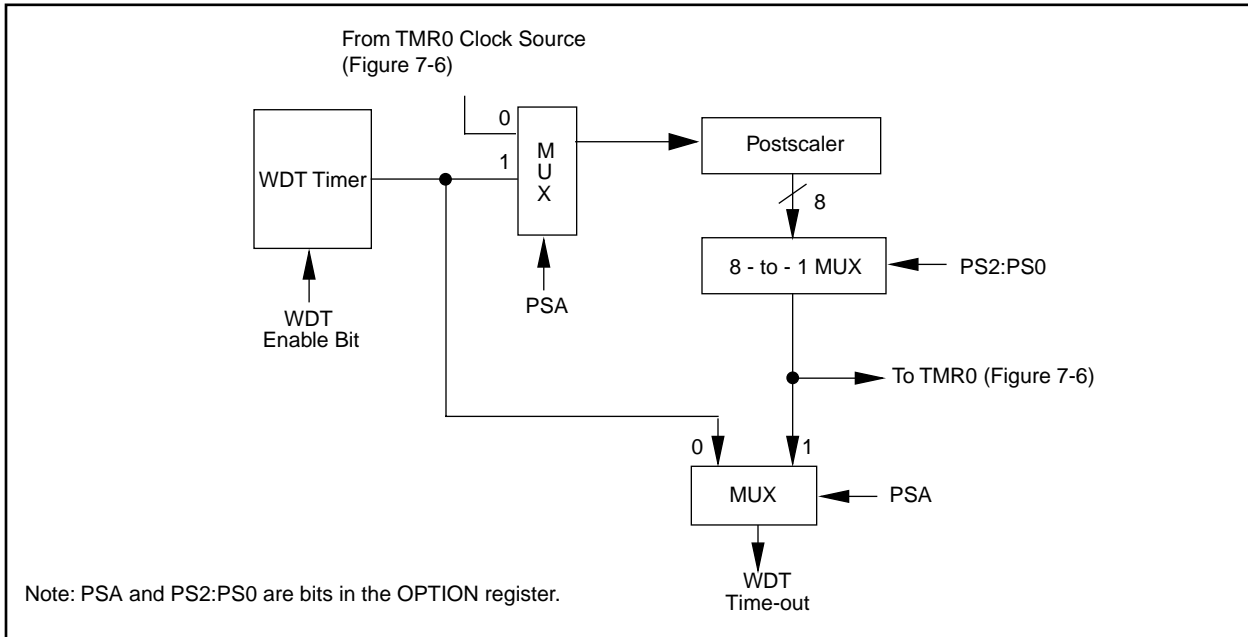 From TMR0 Clock Source
(Figure 7-6)
0
1
M
U
X
WDT Timer
Postscaler
8
8 - to - 1 MUX
PS2:PS0
PSA
WDT
Enable Bit
To TMR0 (Figure 7-6)
0
1
MUX
PSA
WDT
Time-out
Note: PSA and PS2:PS0 are bits in the OPTION register.